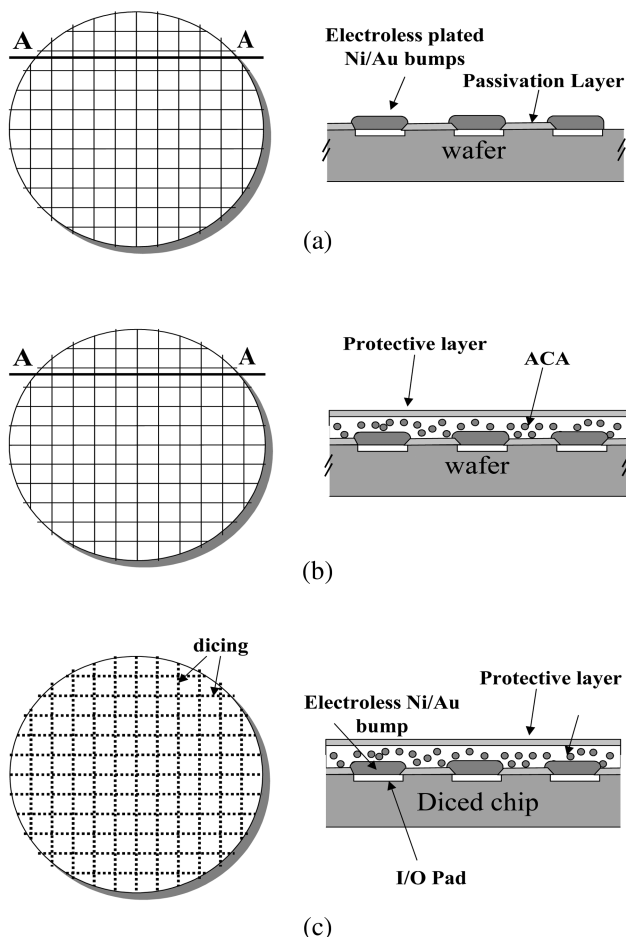 A A
Electroless plated
Ni/Au bumps
Passivation Layer
wafer
(a)
A A
Protective layer
ACA
wafer
(b)
dicing
Electroless Ni/Au
bump
Protective layer
Diced chip
I/O Pad
(c)